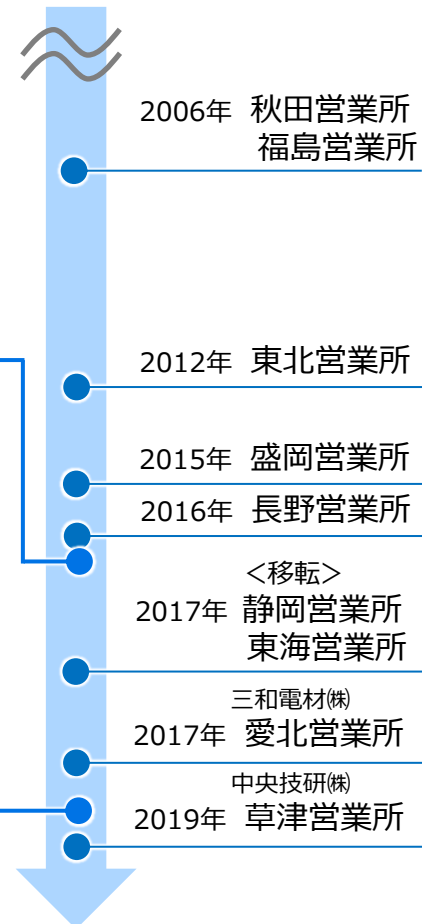 2006年 秋田営業所
福島営業所
2012年 東北営業所
2015年 盛岡営業所
2016年 長野営業所
＜移転＞
2017年 静岡営業所
東海営業所
三和電材㈱
2017年 愛北営業所
中央技研㈱
2019年 草津営業所